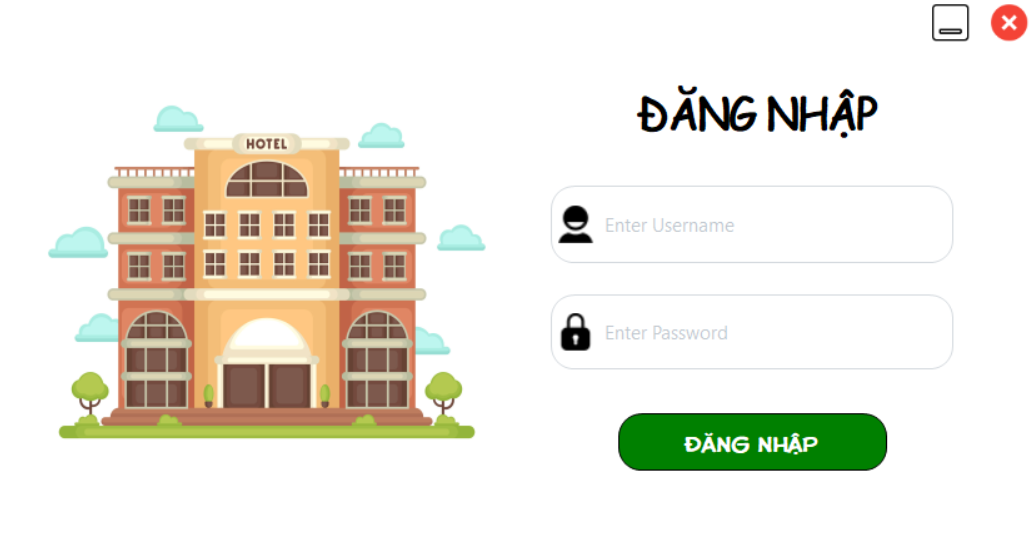 HOTEL
ĐĂNG NHẬP
Enter Username
Enter Password
ĐĂNG NHẬP